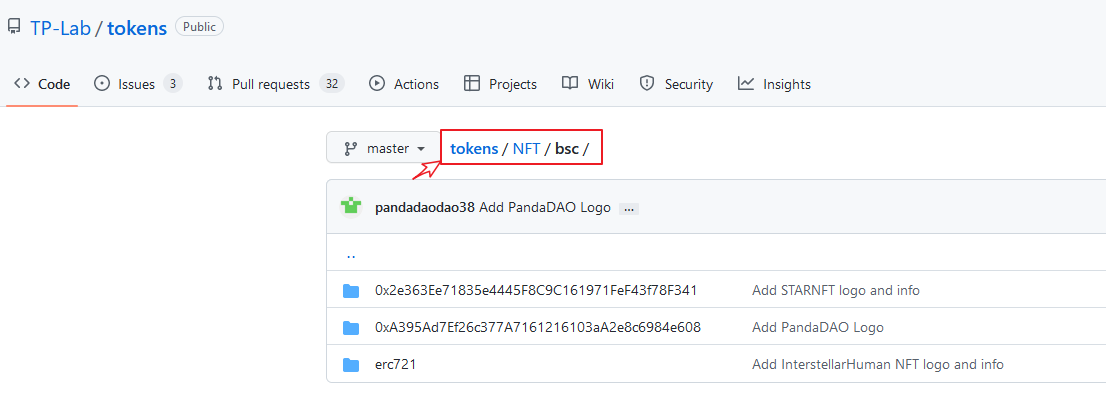 TP-Lab / tokens Public
Code Issues 3 Pull requests 32 Actions Projects Wiki Security Insights
master tokens / NFT / bsc /
pandadaodao38 Add PandaDAO Logo ...
..
0x2e363Ee71835e4445F8C9C161971FeF43f78F341 Add STARNFT logo and info
0xA395Ad7Ef26c377A7161216103aA2e8c6984e608 Add PandaDAO Logo
erc721 Add InterstellarHuman NFT logo and info